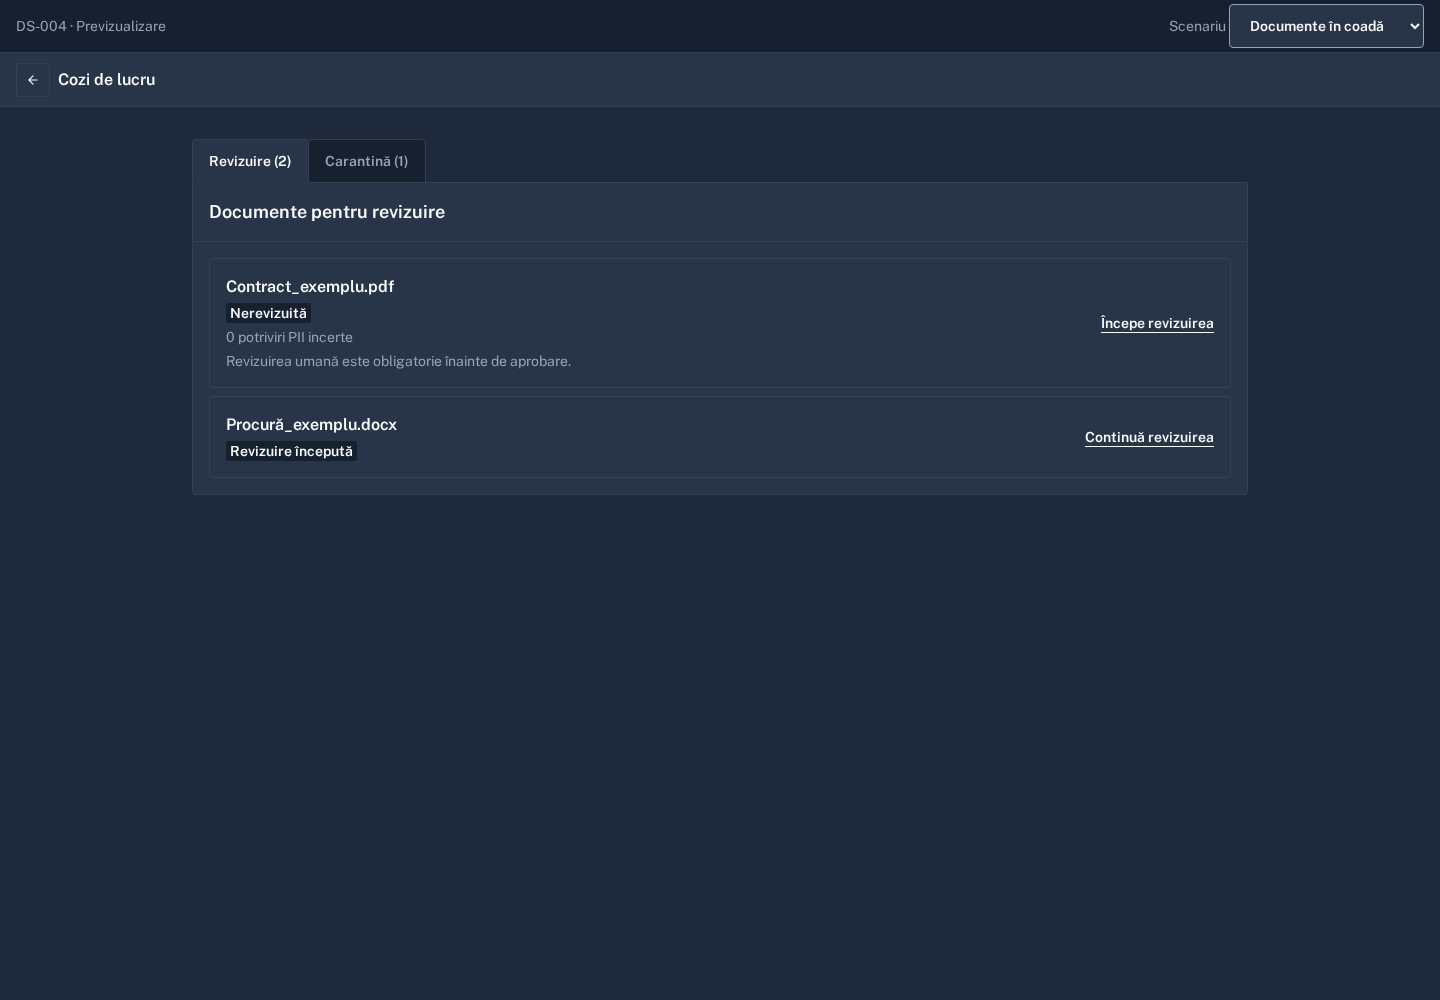 DS-004 · Previzualizare
Scenariu
Documente în coadă
Cozi de lucru
Revizuire (2)
Carantină (1)
Documente pentru revizuire
Contract_exemplu.pdf
Nerevizuită
0 potriviri PII incerte
Revizuirea umană este obligatorie înainte de aprobare.
Începe revizuirea
Procură_exemplu.docx
Revizuire începută
Continuă revizuirea